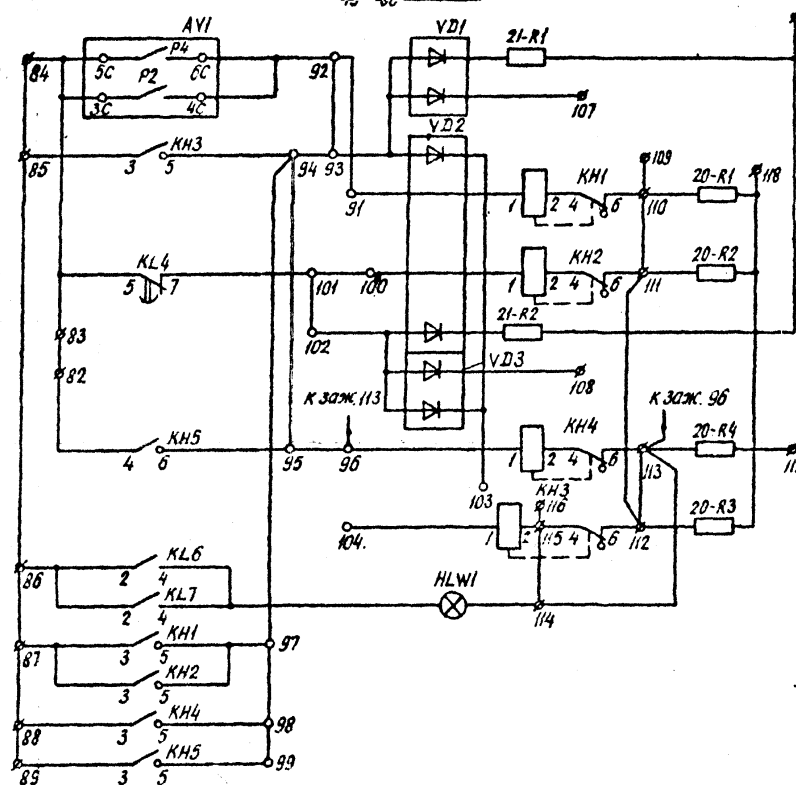 AV1
VD1
21-R1
84
5C
P4
6C
92
P2
3C
4C
107
VD2
KH3
85
3
5
94
93
109
118
91
1
2
4
KH1
6
110
20-R1
KL4
5
7
101
100
1
2
4
KH2
6
111
20-R2
83
102
21-R2
82
VD3
108
к заж. 113
к заж. 96
KH5
4
6
95
96
1
2
4
KH4
6
113
20-R4
103
KH3
116
104.
1
2
115
4
6
112
20-R3
86
KL6
2
4
KL7
2
4
HLW1
114
87
KH1
3
5
97
KH2
3
5
88
KH4
3
5
98
89
KH5
3
5
99